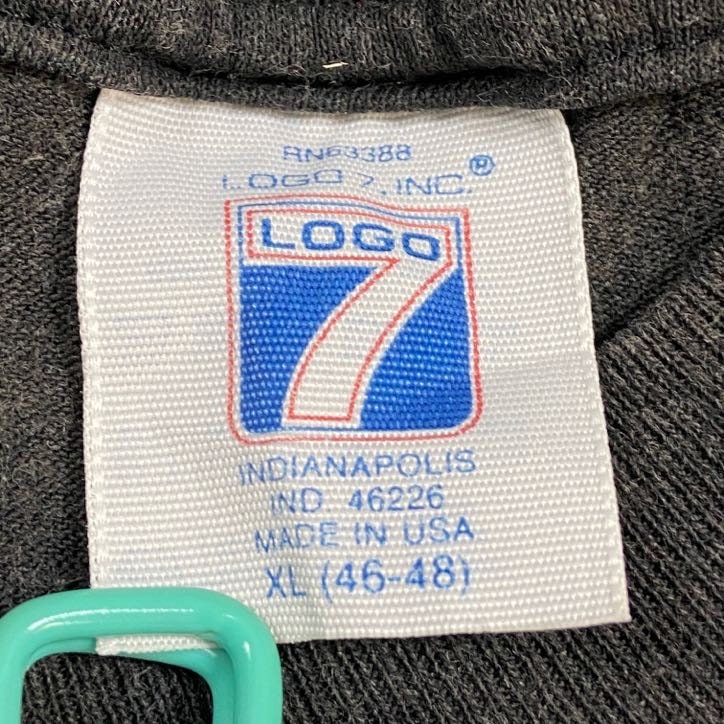 RN63388
LOGO 7, INC.®
LOGO
7
INDIANAPOLIS
IND 46226
MADE IN USA
XL (46-48)